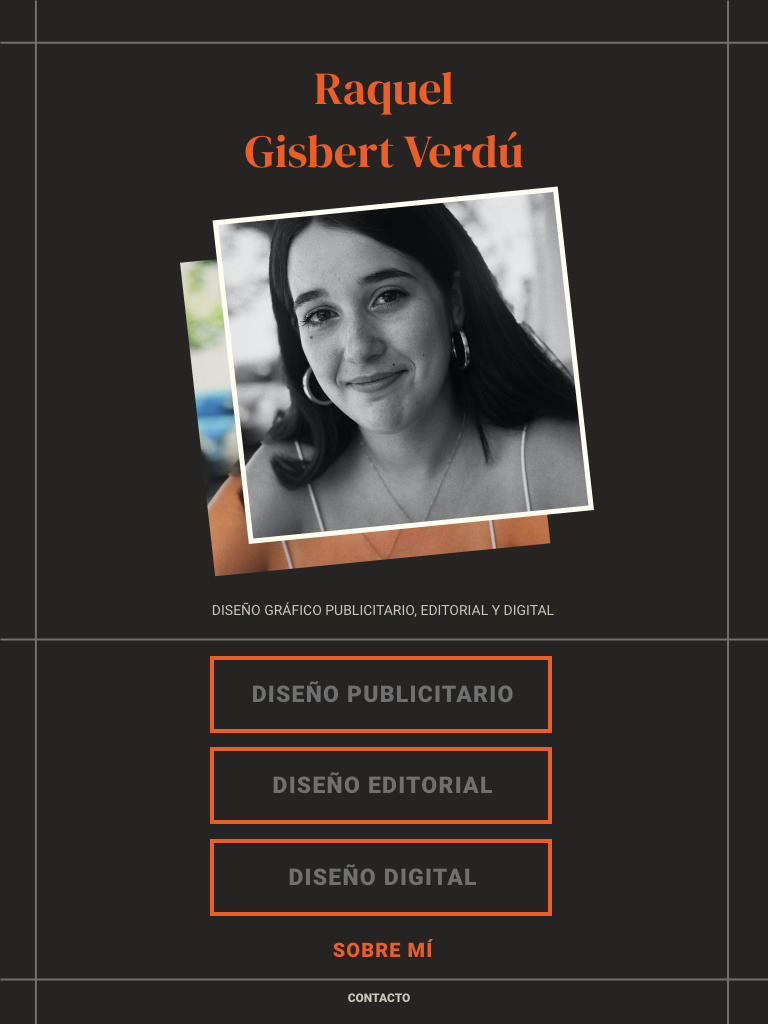 Raquel
Gisbert Verdú
DISEÑO GRÁFICO PUBLICITARIO, EDITORIAL Y DIGITAL
DISEÑO PUBLICITARIO
DISEÑO EDITORIAL
DISEÑO DIGITAL
SOBRE MÍ
CONTACTO